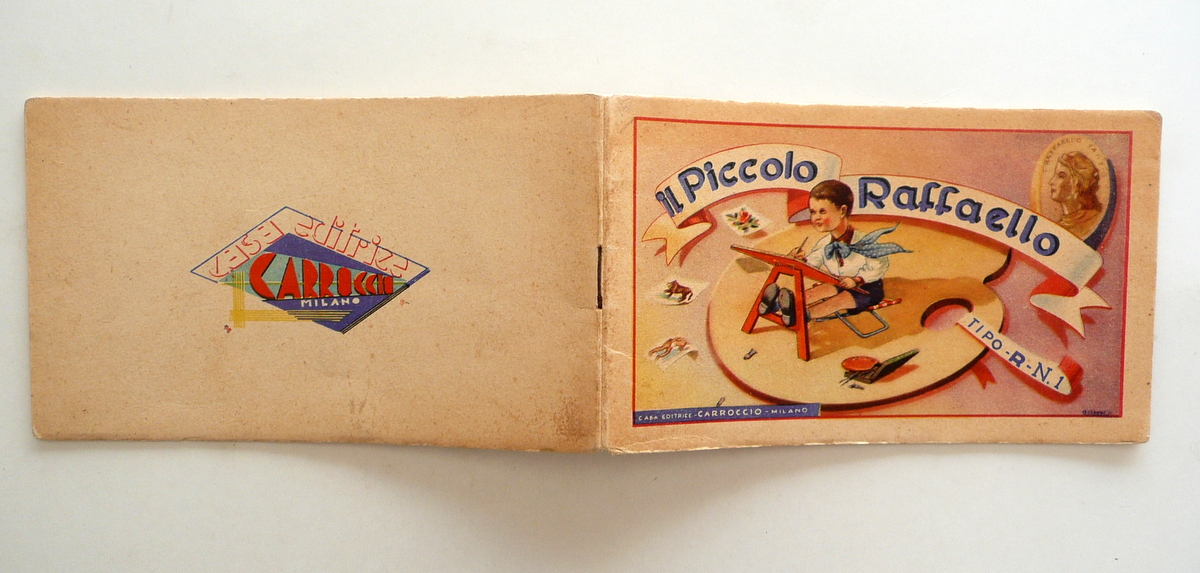 casa editrice
CARROCCIO
MILANO
il Piccolo
Raffaello
TIPO-R-N.1
CASA EDITRICE-CARROCCIO-MILANO